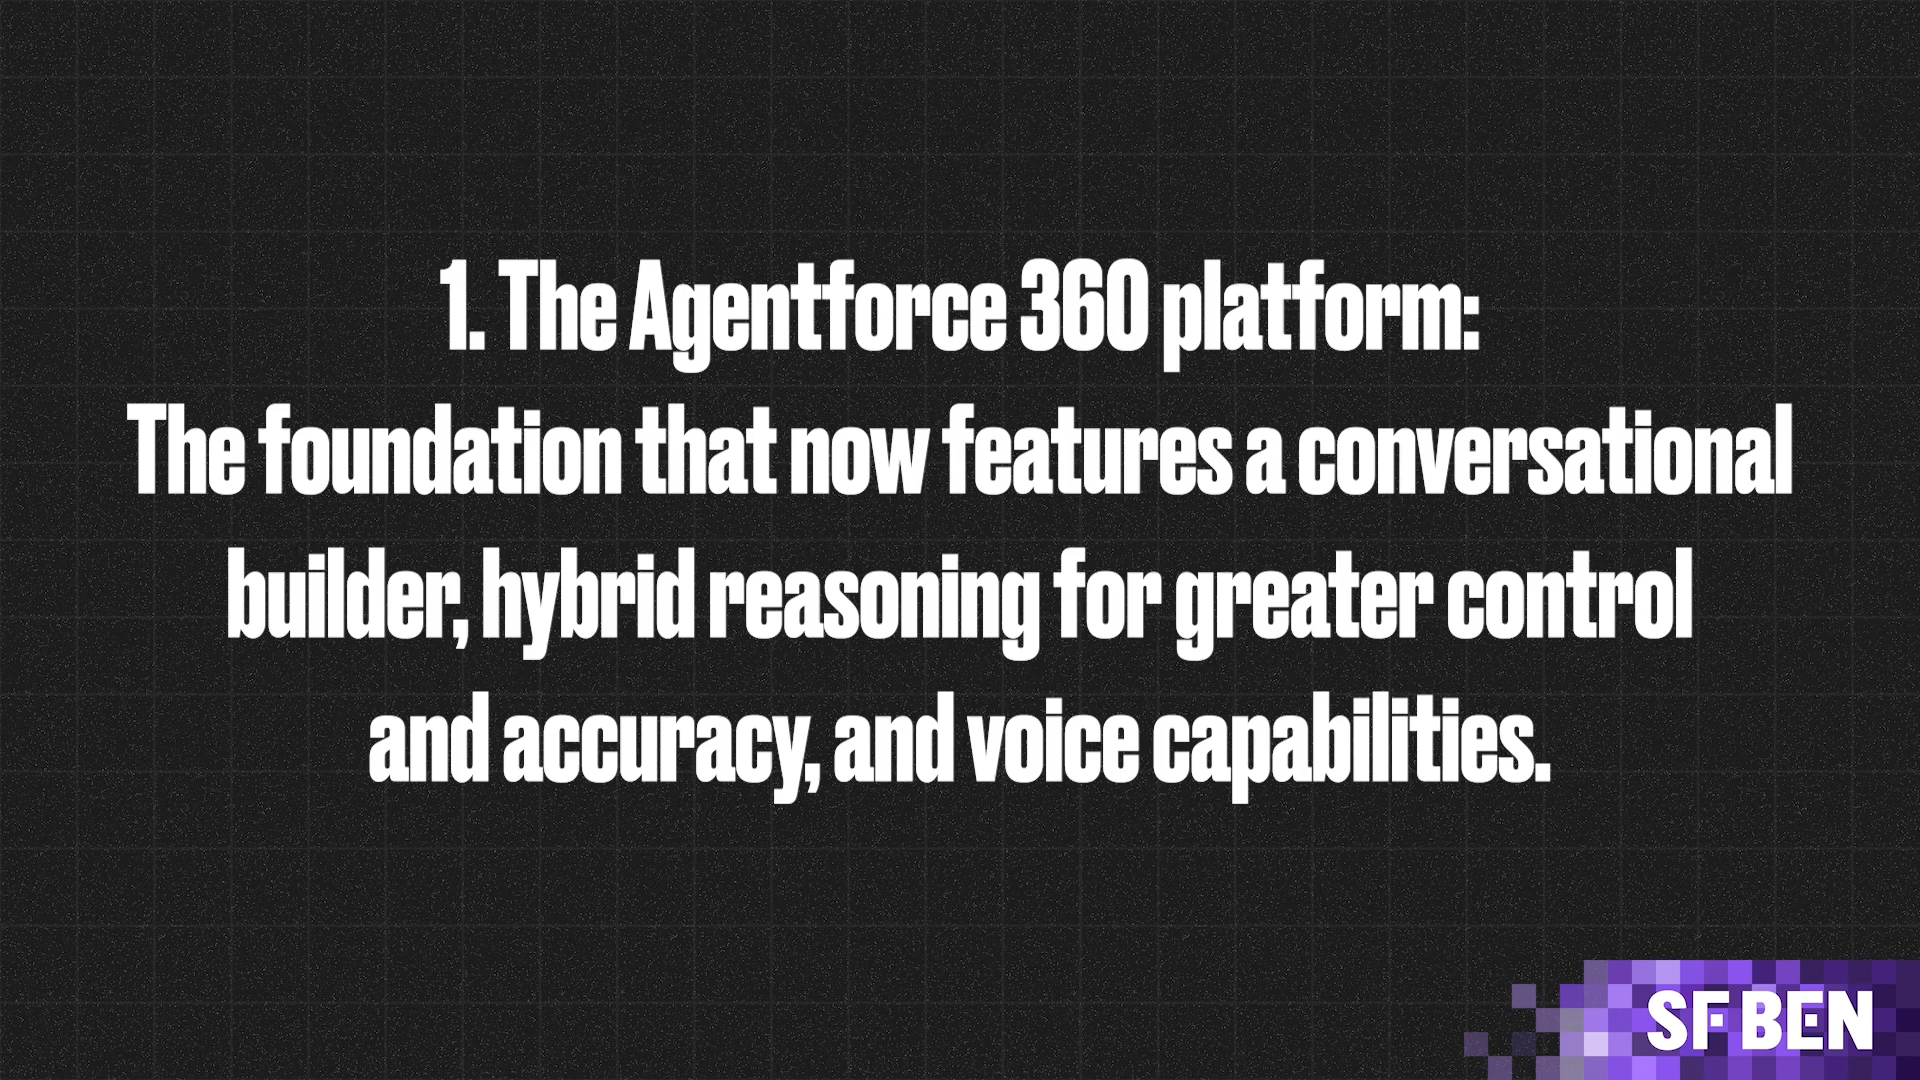 1. The Agentforce 360 platform:
The foundation that now features a conversational
builder, hybrid reasoning for greater control
and accuracy, and voice capabilities.
SF BEN